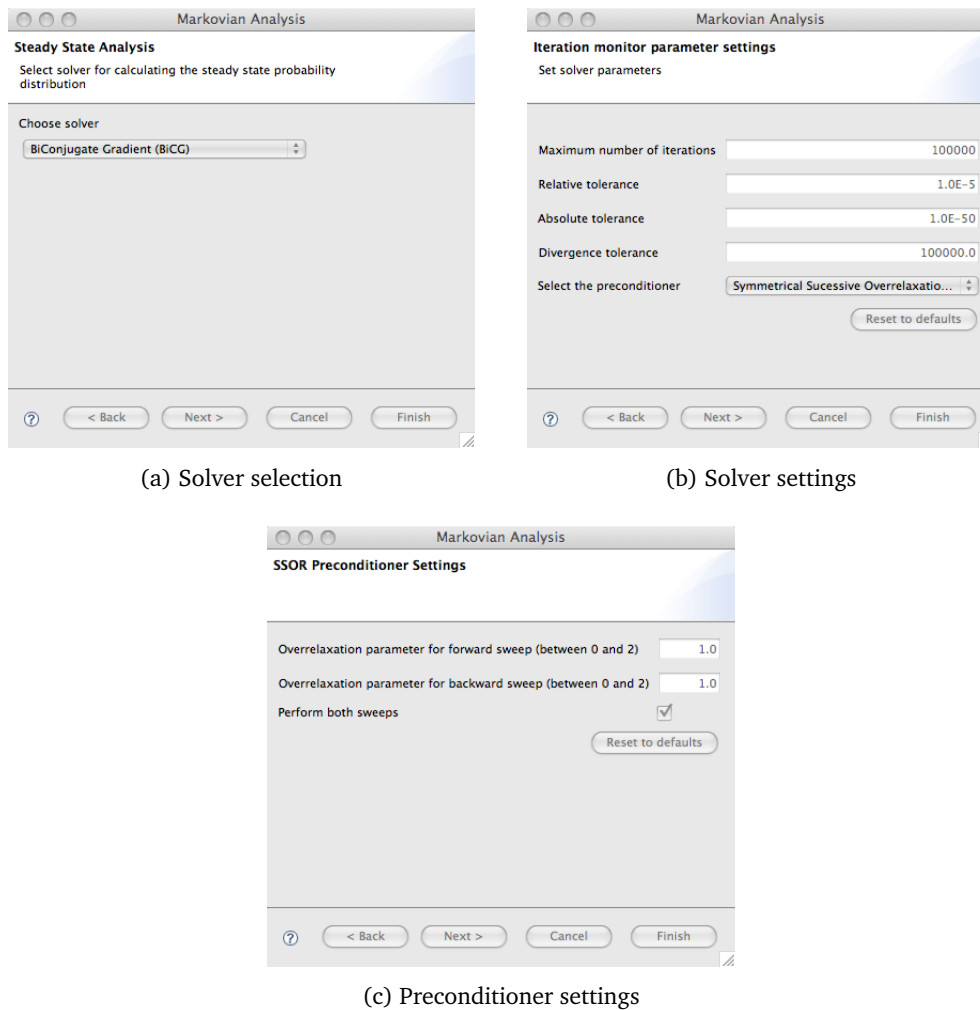 Markovian Analysis
Steady State Analysis
Select solver for calculating the steady state probability
distribution
Choose solver
BiConjugate Gradient (BiCG)
?
< Back
Next >
Cancel
Finish
(a) Solver selection
Markovian Analysis
Iteration monitor parameter settings
Set solver parameters
Maximum number of iterations 100000
Relative tolerance 1.0E-5
Absolute tolerance 1.0E-50
Divergence tolerance 100000.0
Select the preconditioner Symmetrical Sucessive Overrelaxatio...
Reset to defaults
?
< Back
Next >
Cancel
Finish
(b) Solver settings
Markovian Analysis
SSOR Preconditioner Settings
Overrelaxation parameter for forward sweep (between 0 and 2) 1.0
Overrelaxation parameter for backward sweep (between 0 and 2) 1.0
Perform both sweeps
Reset to defaults
?
< Back
Next >
Cancel
Finish
(c) Preconditioner settings